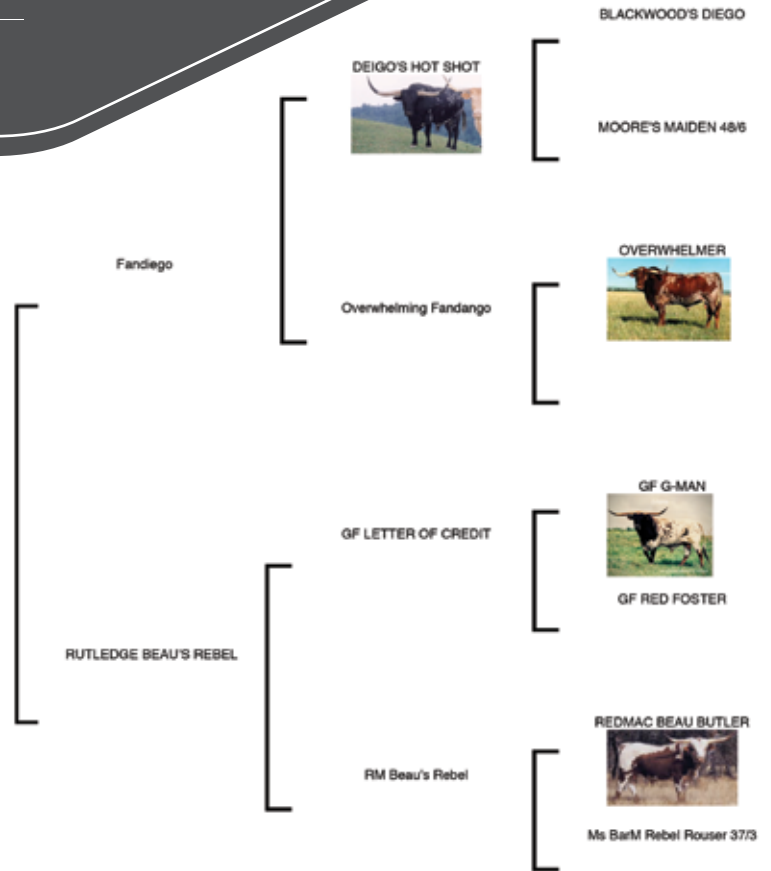 BLACKWOOD'S DIEGO
DEIGO'S HOT SHOT
MOORE'S MAIDEN 48/6
Fandiego
OVERWHELMER
Overwhelming Fandango
GF G-MAN
GF LETTER OF CREDIT
GF RED FOSTER
RUTLEDGE BEAU'S REBEL
REDMAC BEAU BUTLER
RM Beau's Rebel
Ms BarM Rebel Rouser 37/3